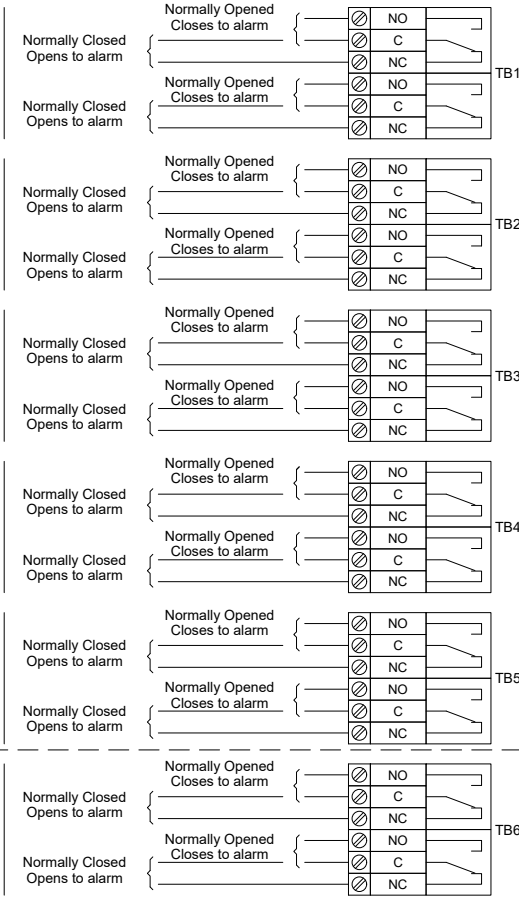 Normally Opened
Closes to alarm
NO
Normally Closed
Opens to alarm
C
NC
TB1
Normally Opened
Closes to alarm
NO
Normally Closed
Opens to alarm
C
NC
Normally Opened
Closes to alarm
NO
Normally Closed
Opens to alarm
C
NC
TB2
Normally Opened
Closes to alarm
NO
Normally Closed
Opens to alarm
C
NC
Normally Opened
Closes to alarm
NO
Normally Closed
Opens to alarm
C
NC
TB3
Normally Opened
Closes to alarm
NO
Normally Closed
Opens to alarm
C
NC
Normally Opened
Closes to alarm
NO
Normally Closed
Opens to alarm
C
NC
TB4
Normally Opened
Closes to alarm
NO
Normally Closed
Opens to alarm
C
NC
Normally Opened
Closes to alarm
NO
Normally Closed
Opens to alarm
C
NC
TB5
Normally Opened
Closes to alarm
NO
Normally Closed
Opens to alarm
C
NC
Normally Opened
Closes to alarm
NO
Normally Closed
Opens to alarm
C
NC
TB6
Normally Opened
Closes to alarm
NO
Normally Closed
Opens to alarm
C
NC